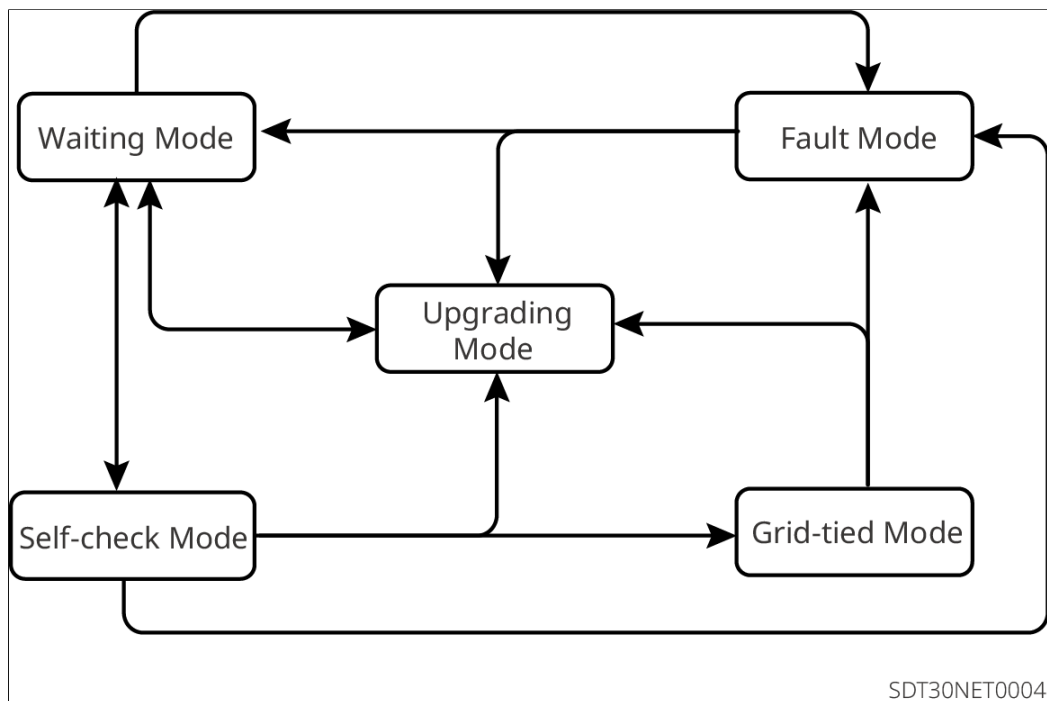 Waiting Mode
Fault Mode
Upgrading
Mode
Self-check Mode
Grid-tied Mode
SDT30NET0004